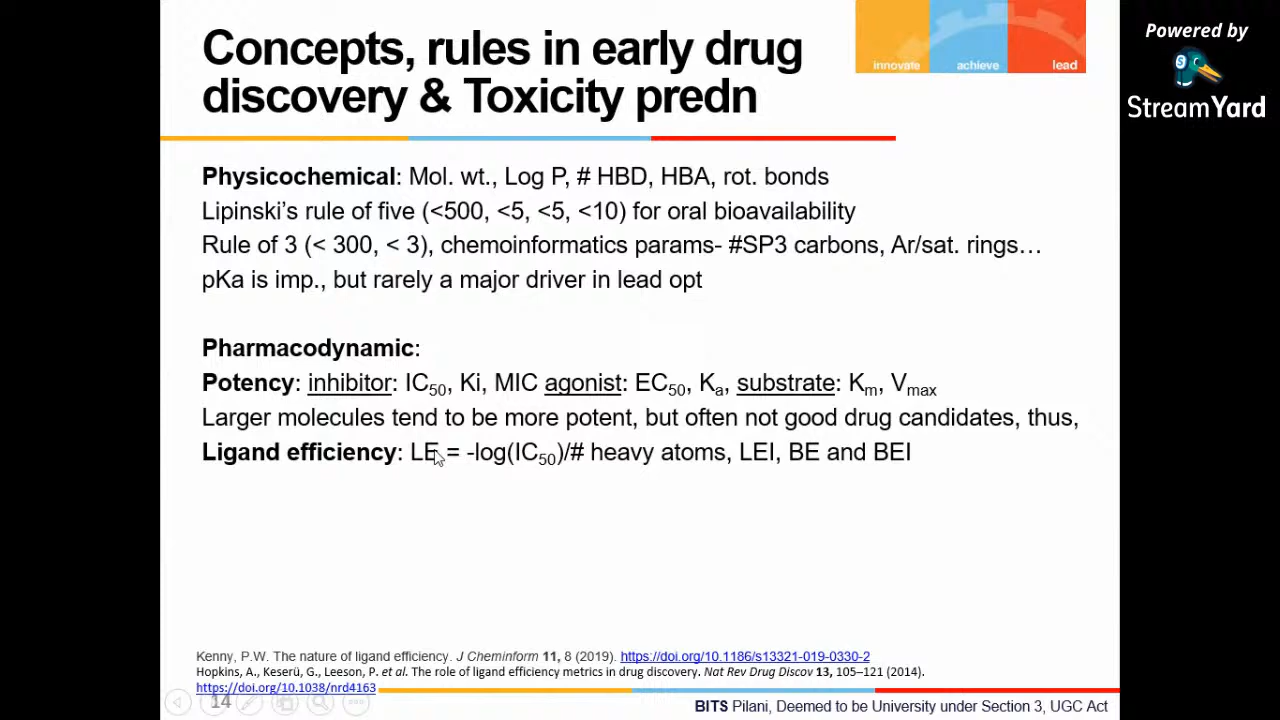 Concepts, rules in early drug
discovery & Toxicity predn
innovate achieve lead
Powered by
StreamYard
Physicochemical: Mol. wt., Log P, # HBD, HBA, rot. bonds
Lipinski's rule of five (<500, <5, <5, <10) for oral bioavailability
Rule of 3 (< 300, < 3), chemoinformatics params- #SP3 carbons, Ar/sat. rings…
pKa is imp., but rarely a major driver in lead opt
Pharmacodynamic:
Potency: inhibitor: IC50, Ki, MIC agonist: EC50, Ka, substrate: Km, Vmax
Larger molecules tend to be more potent, but often not good drug candidates, thus,
Ligand efficiency: LE = -log(IC50)/# heavy atoms, LEI, BE and BEI
Kenny, P.W. The nature of ligand efficiency. J Cheminform 11, 8 (2019). https://doi.org/10.1186/s13321-019-0330-2
Hopkins, A., Keserü, G., Leeson, P. et al. The role of ligand efficiency metrics in drug discovery. Nat Rev Drug Discov 13, 105–121 (2014).
https://doi.org/10.1038/nrd4163
14
BITS Pilani, Deemed to be University under Section 3, UGC Act